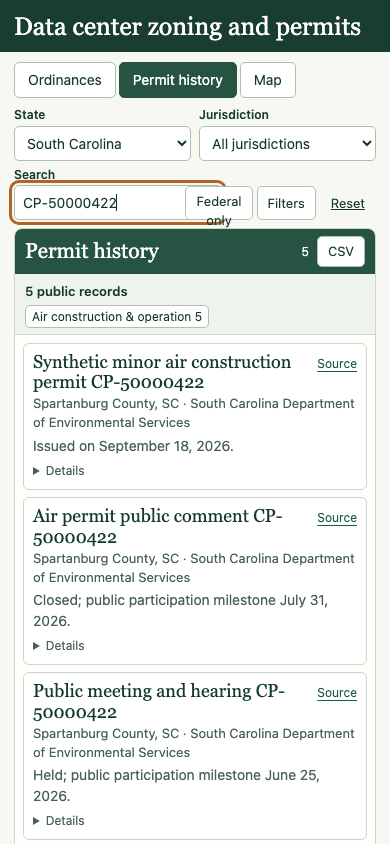 Data center zoning and permits
Ordinances
Permit history
Map
State
Jurisdiction
South Carolina
All jurisdictions
Search
CP-50000422
Federal
only
Filters
Reset
Permit history
5
CSV
5 public records
Air construction & operation 5
Synthetic minor air construction
permit CP-50000422
Source
Spartanburg County, SC · South Carolina Department
of Environmental Services
Issued on September 18, 2026.
Details
Air permit public comment CP-
50000422
Source
Spartanburg County, SC · South Carolina Department
of Environmental Services
Closed; public participation milestone July 31,
2026.
Details
Public meeting and hearing CP-
50000422
Source
Spartanburg County, SC · South Carolina Department
of Environmental Services
Held; public participation milestone June 25,
2026.
Details